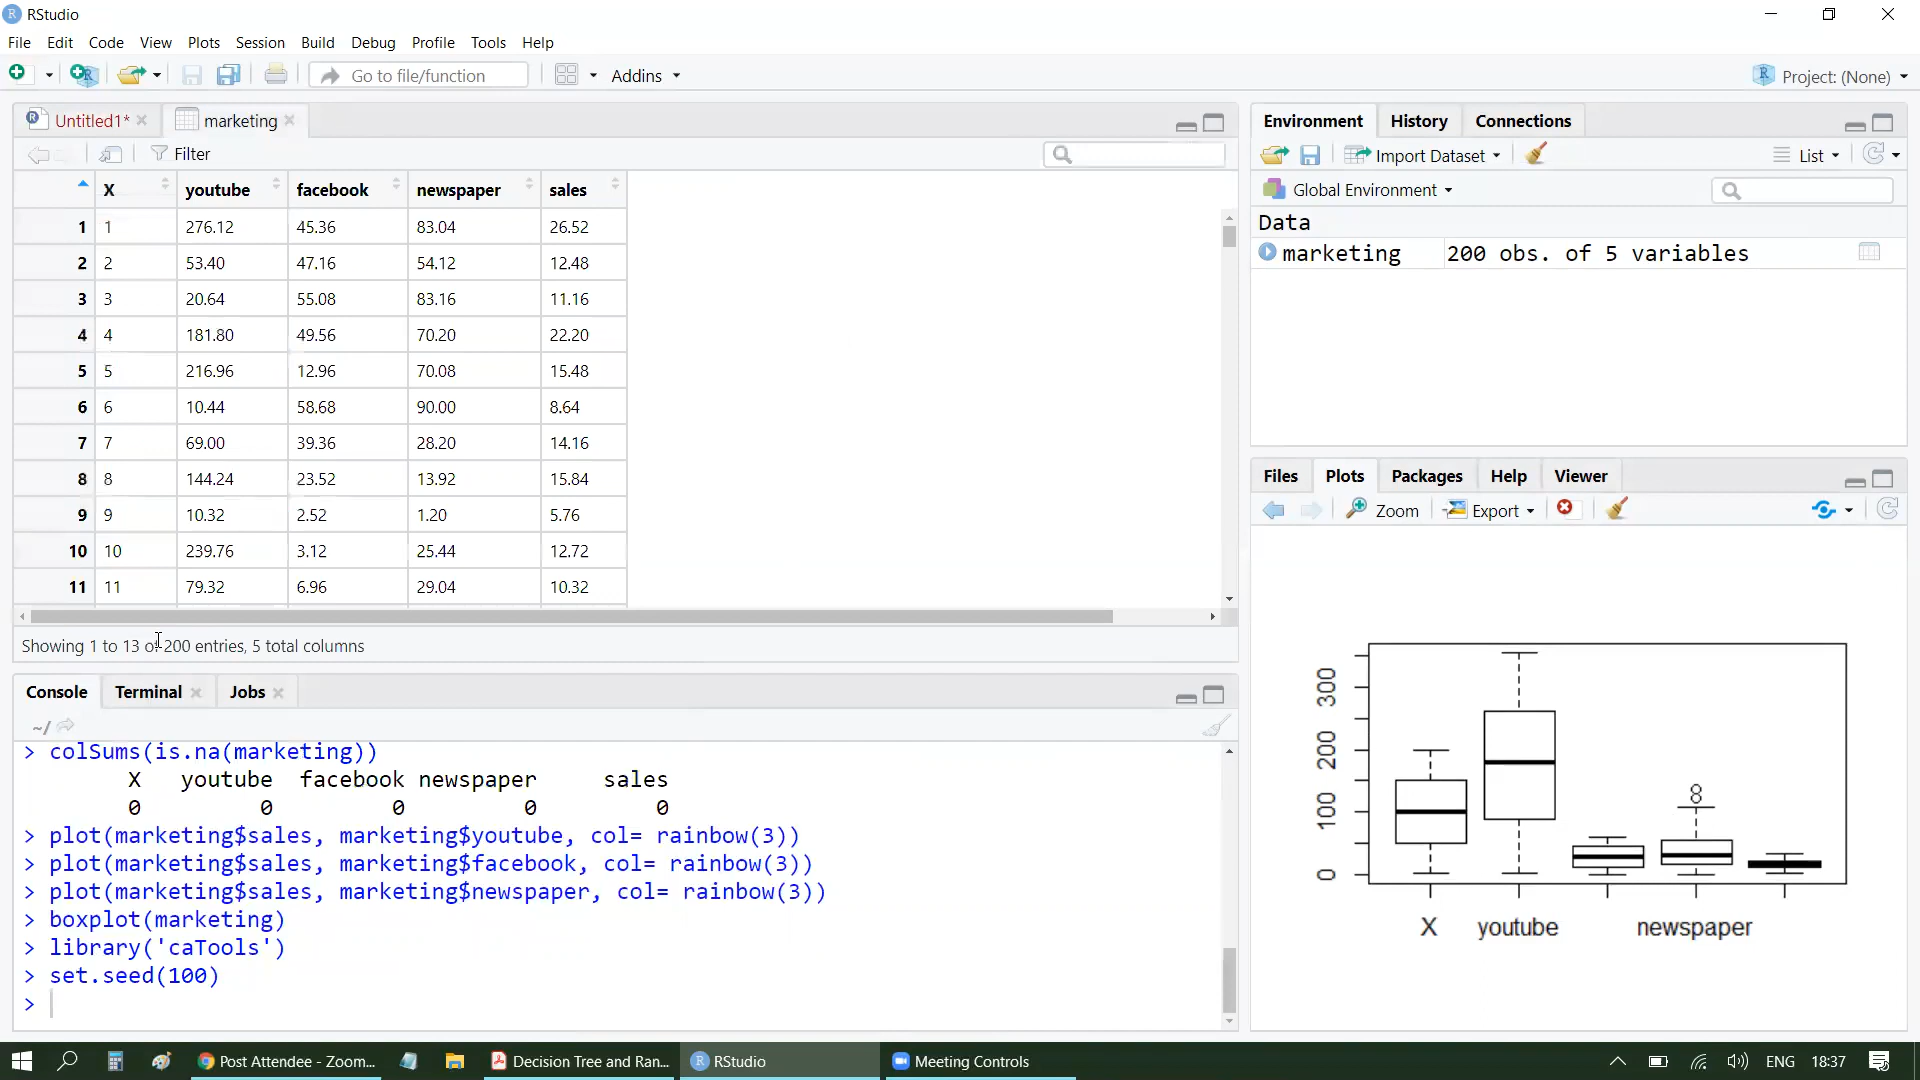 RStudio
File Edit Code View Plots Session Build Debug Profile Tools Help
Go to file/function Addins Project: (None)
Untitled1* marketing
Filter
X youtube facebook newspaper sales
1 1 276.12 45.36 83.04 26.52
2 2 53.40 47.16 54.12 12.48
3 3 20.64 55.08 83.16 11.16
4 4 181.80 49.56 70.20 22.20
5 5 216.96 12.96 70.08 15.48
6 6 10.44 58.68 90.00 8.64
7 7 69.00 39.36 28.20 14.16
8 8 144.24 23.52 13.92 15.84
9 9 10.32 2.52 1.20 5.76
10 10 239.76 3.12 25.44 12.72
11 11 79.32 6.96 29.04 10.32
Showing 1 to 13 of 200 entries, 5 total columns
Console Terminal Jobs
~/
> colSums(is.na(marketing))
X youtube facebook newspaper sales
0 0 0 0 0
> plot(marketing$sales, marketing$youtube, col= rainbow(3))
> plot(marketing$sales, marketing$facebook, col= rainbow(3))
> plot(marketing$sales, marketing$newspaper, col= rainbow(3))
> boxplot(marketing)
> library('caTools')
> set.seed(100)
>
Environment History Connections
Import Dataset List
Global Environment
Data
marketing 200 obs. of 5 variables
Files Plots Packages Help Viewer
Zoom Export
300
200
100
0
X youtube newspaper
Post Attendee - Zoom... Decision Tree and Ran... RStudio Meeting Controls ENG 18:37